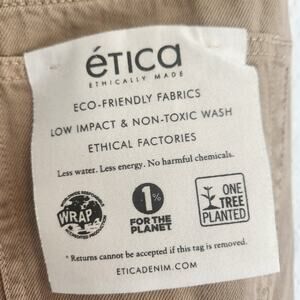 ética
ETHICALLY MADE
ECO-FRIENDLY FABRICS
LOW IMPACT & NON-TOXIC WASH
ETHICAL FACTORIES
Less water. Less energy. No harmful chemicals.
WRAP
1%
FOR THE
PLANET
ONE
TREE
PLANTED
* Returns cannot be accepted if this tag is removed.
ETICADENIM.COM